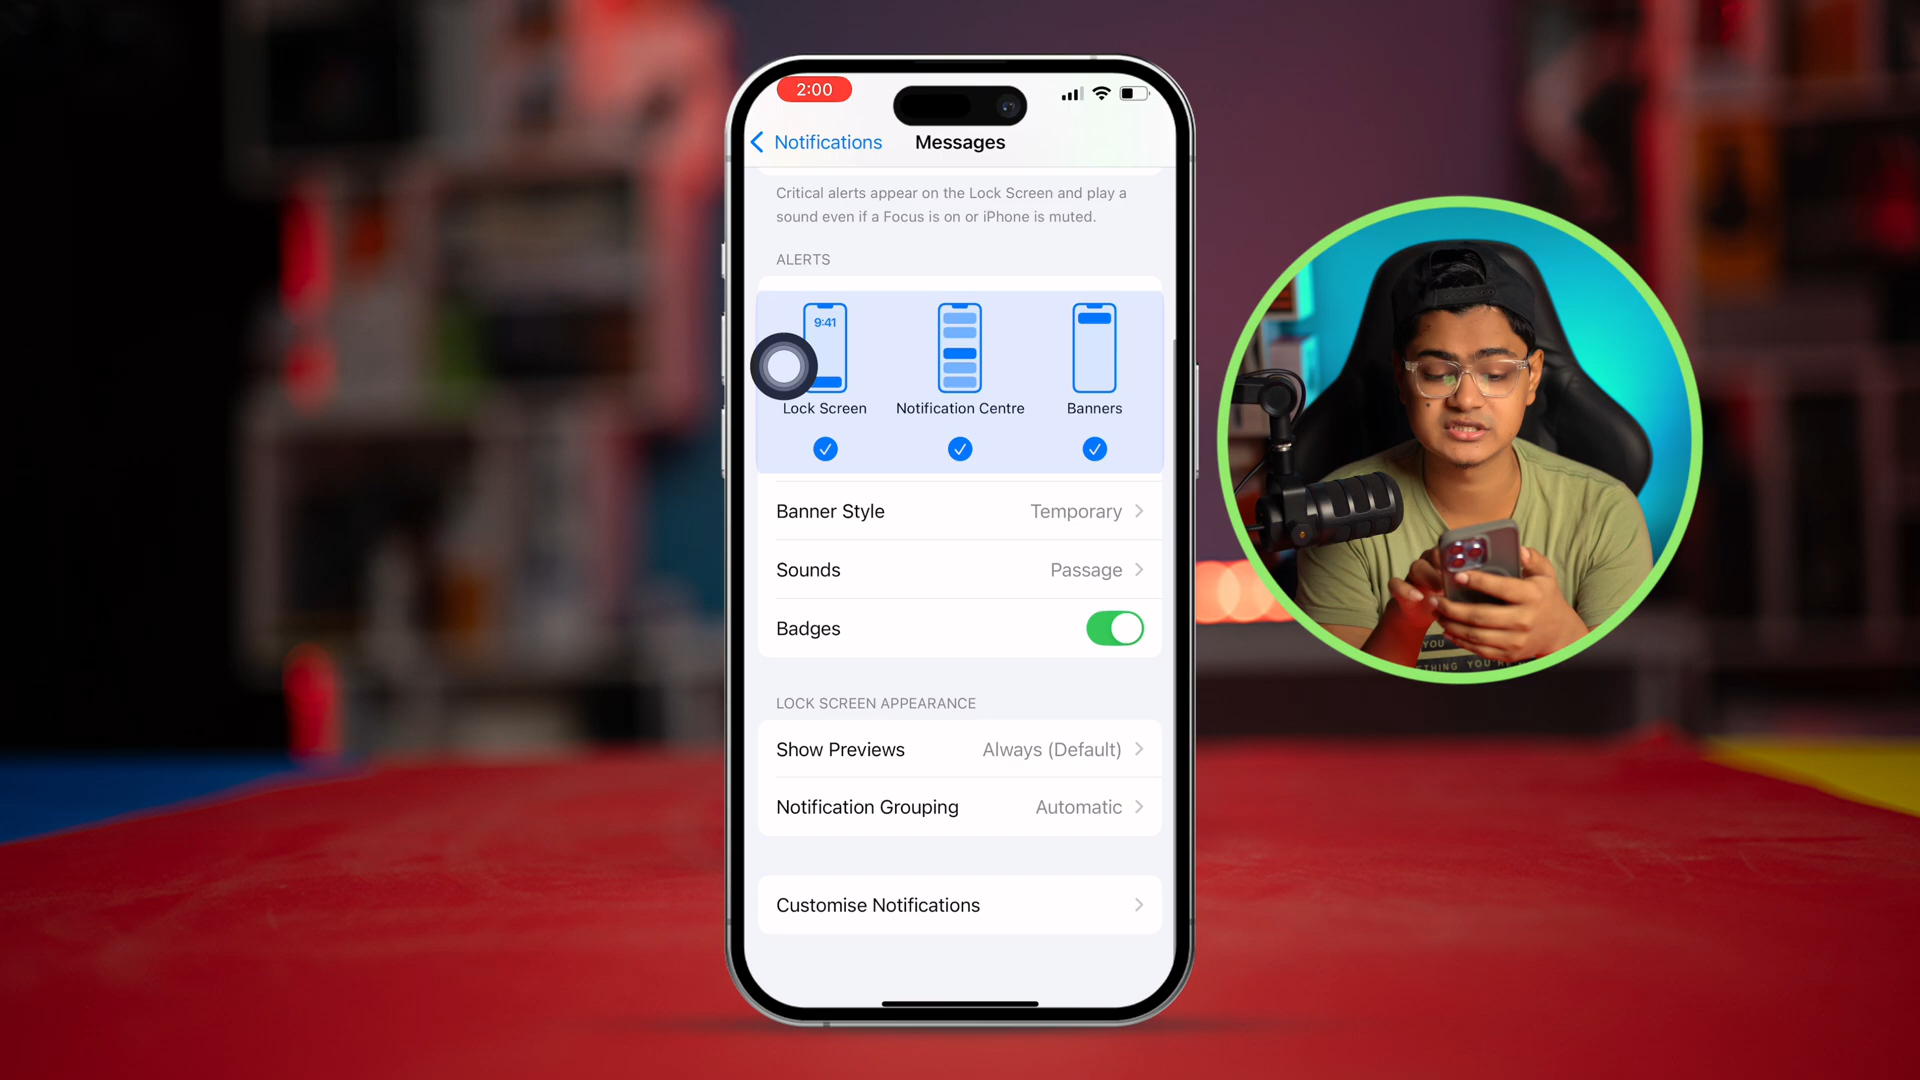 2:00
Notifications
Messages
Critical alerts appear on the Lock Screen and play a
sound even if a Focus is on or iPhone is muted.
ALERTS
9:41
Lock Screen
Notification Centre
Banners
Banner Style
Temporary
Sounds
Passage
Badges
LOCK SCREEN APPEARANCE
Show Previews
Always (Default)
Notification Grouping
Automatic
Customise Notifications
YOU